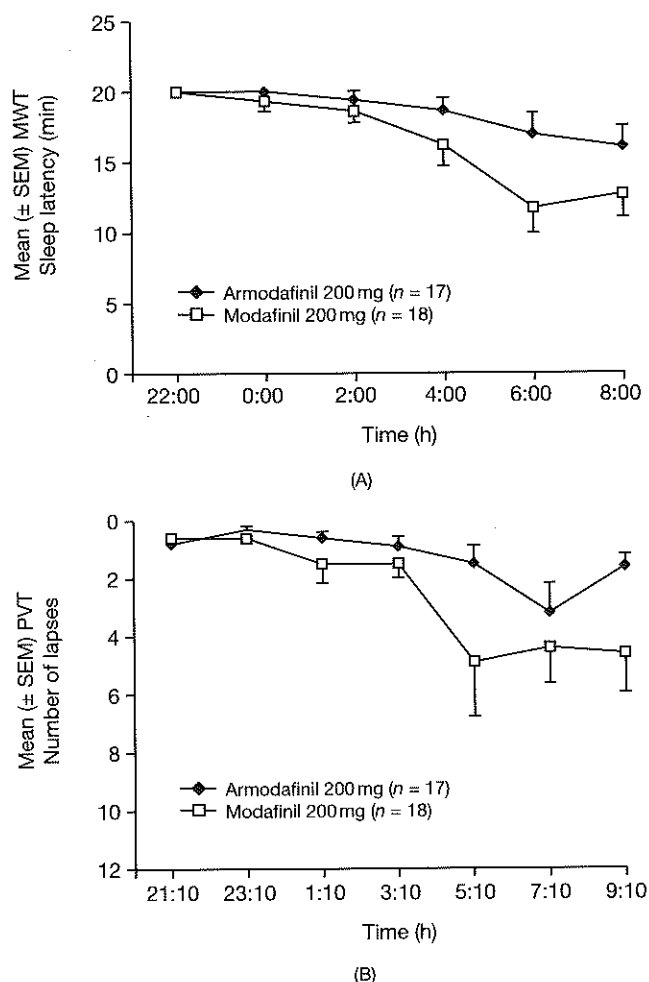 Mean (± SEM) MWT
Sleep latency (min)
25
20
15
10
5
0
Armodafinil 200 mg (n = 17)
Modafinil 200 mg (n = 18)
22:00 0:00 2:00 4:00 6:00 8:00
Time (h)
(A)
Mean (± SEM) PVT
Number of lapses
0
2
4
6
8
10
12
Armodafinil 200 mg (n = 17)
Modafinil 200 mg (n = 18)
21:10 23:10 1:10 3:10 5:10 7:10 9:10
Time (h)
(B)